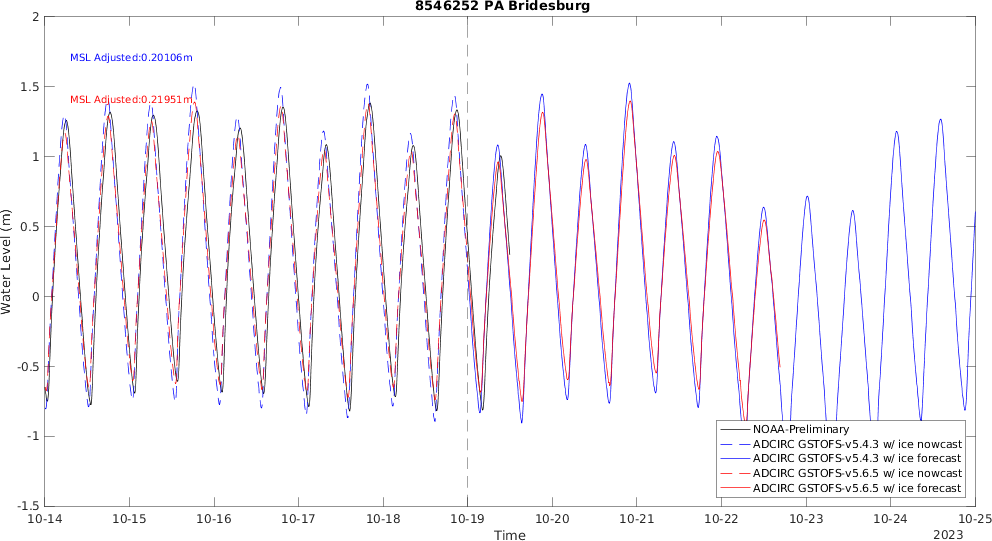 8546252 PA Bridesburg
MSL Adjusted:0.20106m
MSL Adjusted:0.21951m
Water Level (m)
2
1.5
1
0.5
0
-0.5
-1
-1.5
10-14
10-15
10-16
10-17
10-18
10-19
10-20
10-21
10-22
10-23
10-24
10-25
Time
2023
NOAA-Preliminary
ADCIRC GSTOFS-v5.4.3 w/ ice nowcast
ADCIRC GSTOFS-v5.4.3 w/ ice forecast
ADCIRC GSTOFS-v5.6.5 w/ ice nowcast
ADCIRC GSTOFS-v5.6.5 w/ ice forecast